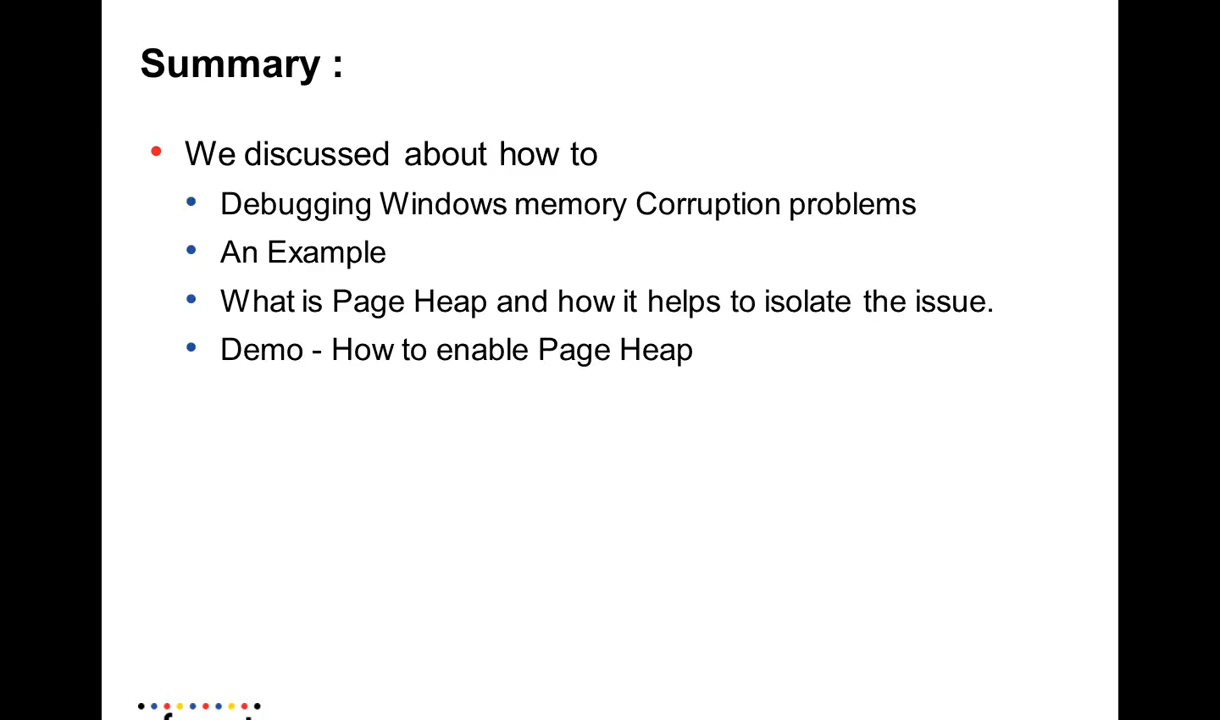 Summary :
We discussed about how to
Debugging Windows memory Corruption problems
An Example
What is Page Heap and how it helps to isolate the issue.
Demo - How to enable Page Heap